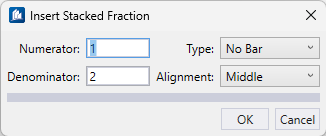 Insert Stacked Fraction
Numerator: 1 Type: No Bar
Denominator: 2 Alignment: Middle
OK Cancel